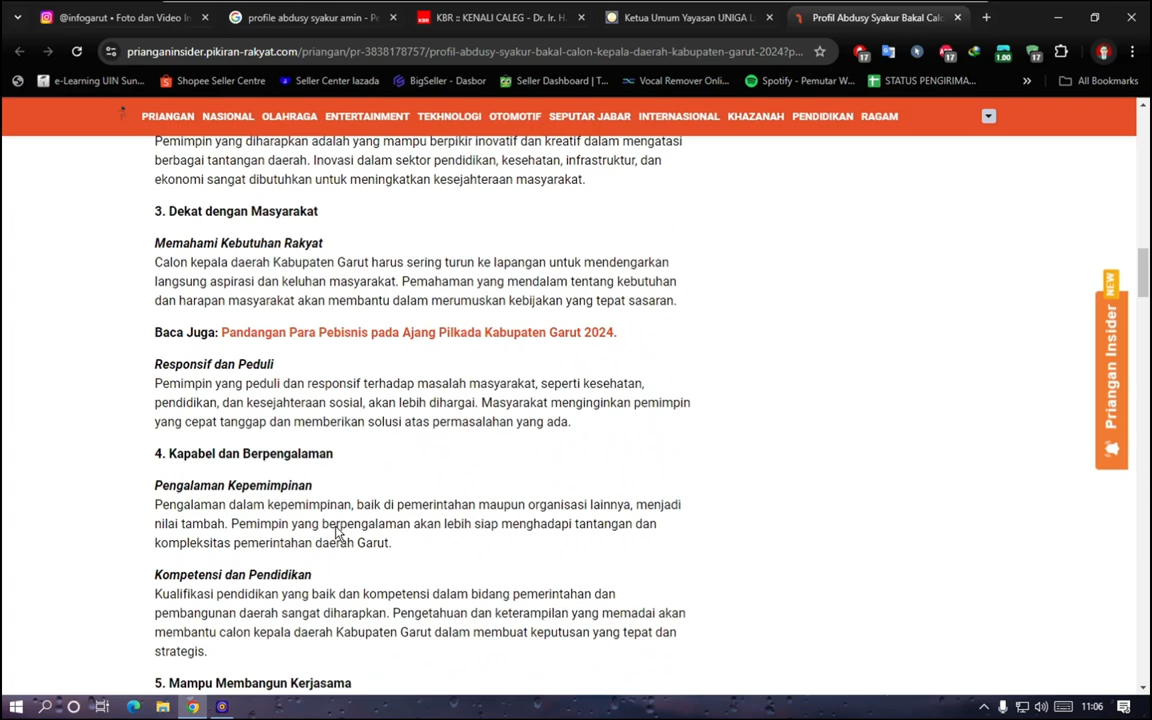 @infogarut • Foto dan Video In
profile abdusy syakur amin - Pe
KBR :: KENALI CALEG - Dr. Ir. H
Ketua Umum Yayasan UNIGA L
Profil Abdusy Syakur Bakal Calo
prianganinsider.pikiran-rakyat.com/priangan/pr-3838178757/profil-abdusy-syakur-bakal-calon-kepala-daerah-kabupaten-garut-2024?p...
17
17
1.00
17
e-Learning UIN Sun...
Shopee Seller Centre
Seller Center lazada
BigSeller - Dasbor
Seller Dashboard | T...
Vocal Remover Onli...
Spotify - Pemutar W...
STATUS PENGIRIMA...
»
All Bookmarks
PRIANGAN NASIONAL OLAHRAGA ENTERTAINMENT TEKHNOLOGI OTOMOTIF SEPUTAR JABAR INTERNASIONAL KHAZANAH PENDIDIKAN RAGAM
Pemimpin yang diharapkan adalah yang mampu berpikir inovatif dan kreatif dalam mengatasi
berbagai tantangan daerah. Inovasi dalam sektor pendidikan, kesehatan, infrastruktur, dan
ekonomi sangat dibutuhkan untuk meningkatkan kesejahteraan masyarakat.
3. Dekat dengan Masyarakat
Memahami Kebutuhan Rakyat
Calon kepala daerah Kabupaten Garut harus sering turun ke lapangan untuk mendengarkan
langsung aspirasi dan keluhan masyarakat. Pemahaman yang mendalam tentang kebutuhan
dan harapan masyarakat akan membantu dalam merumuskan kebijakan yang tepat sasaran.
Baca Juga: Pandangan Para Pebisnis pada Ajang Pilkada Kabupaten Garut 2024.
Responsif dan Peduli
Pemimpin yang peduli dan responsif terhadap masalah masyarakat, seperti kesehatan,
pendidikan, dan kesejahteraan sosial, akan lebih dihargai. Masyarakat menginginkan pemimpin
yang cepat tanggap dan memberikan solusi atas permasalahan yang ada.
4. Kapabel dan Berpengalaman
Pengalaman Kepemimpinan
Pengalaman dalam kepemimpinan, baik di pemerintahan maupun organisasi lainnya, menjadi
nilai tambah. Pemimpin yang berpengalaman akan lebih siap menghadapi tantangan dan
kompleksitas pemerintahan daerah Garut.
Kompetensi dan Pendidikan
Kualifikasi pendidikan yang baik dan kompetensi dalam bidang pemerintahan dan
pembangunan daerah sangat diharapkan. Pengetahuan dan keterampilan yang memadai akan
membantu calon kepala daerah Kabupaten Garut dalam membuat keputusan yang tepat dan
strategis.
5. Mampu Membangun Kerjasama
Priangan Insider NEW
11:06